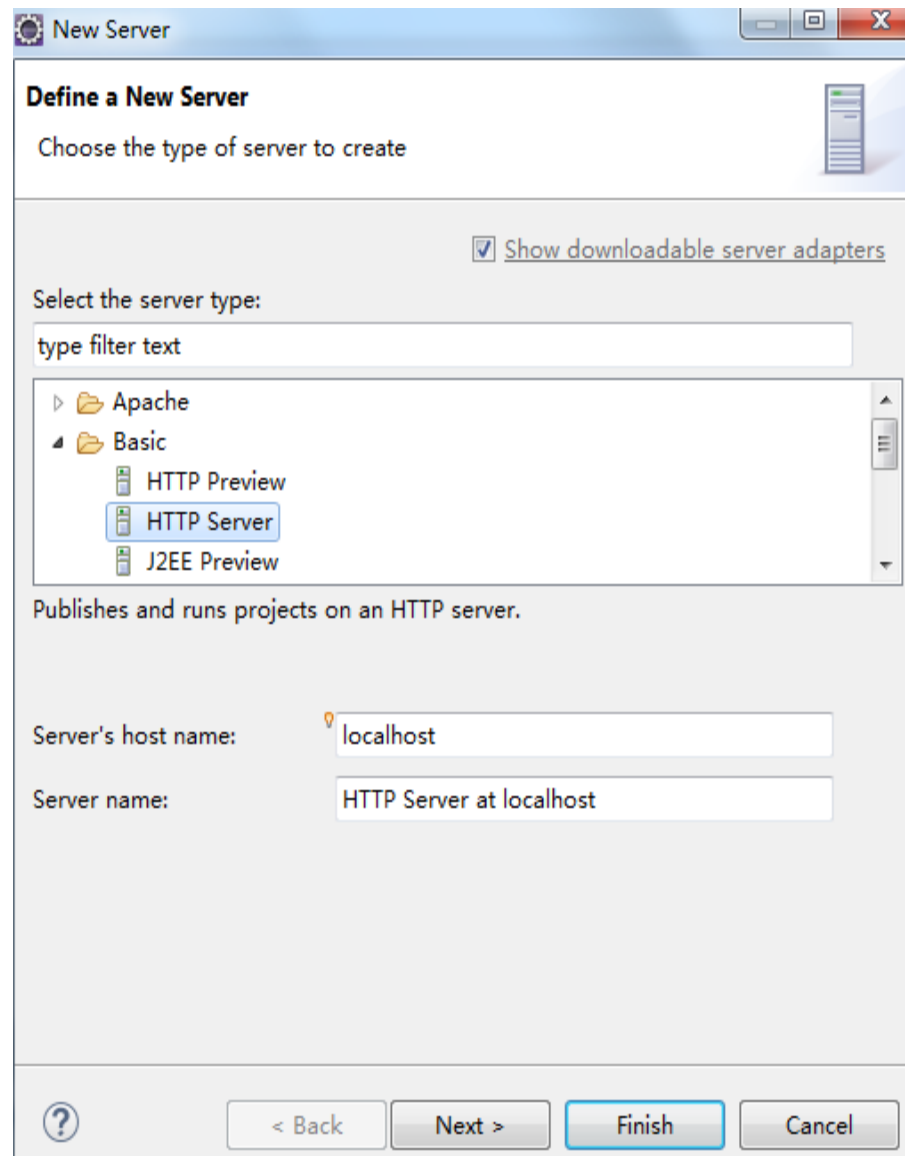 New Server
Define a New Server
Choose the type of server to create
Show downloadable server adapters
Select the server type:
type filter text
Apache
Basic
HTTP Preview
HTTP Server
J2EE Preview
Publishes and runs projects on an HTTP server.
Server's host name: localhost
Server name: HTTP Server at localhost
? < Back Next > Finish Cancel